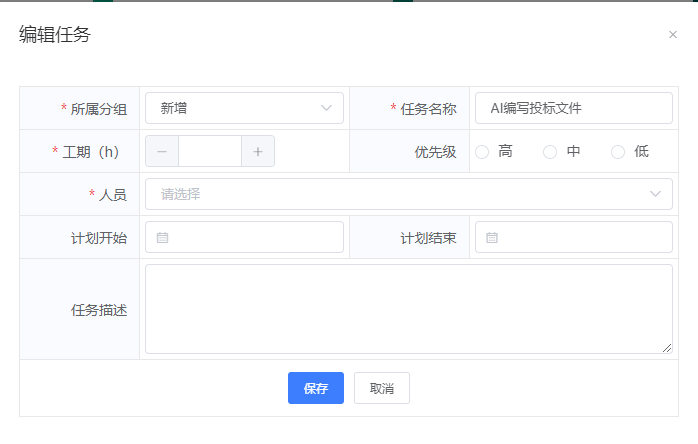 编辑任务 ×
* 所属分组 新增 * 任务名称 AI编写投标文件
* 工期（h） − + 优先级 高 中 低
* 人员 请选择
计划开始 计划结束
任务描述
保存 取消